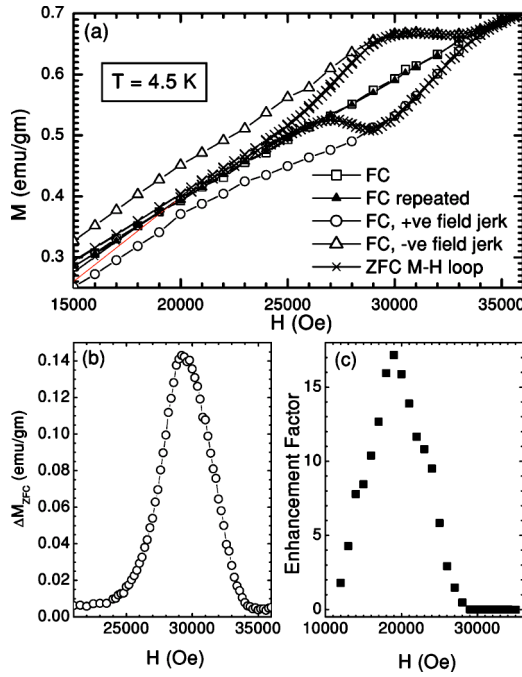 (a)
T = 4.5 K
M (emu/gm)
0.7
0.6
0.5
0.4
0.3
FC
FC repeated
FC, +ve field jerk
FC, -ve field jerk
ZFC M-H loop
15000 20000 25000 30000 35000
H (Oe)
(b)
ΔM_ZFC (emu/gm)
0.14
0.12
0.10
0.08
0.06
0.04
0.02
0.00
25000 30000 35000
H (Oe)
(c)
Enhancement Factor
15
10
5
0
10000 20000 30000
H (Oe)